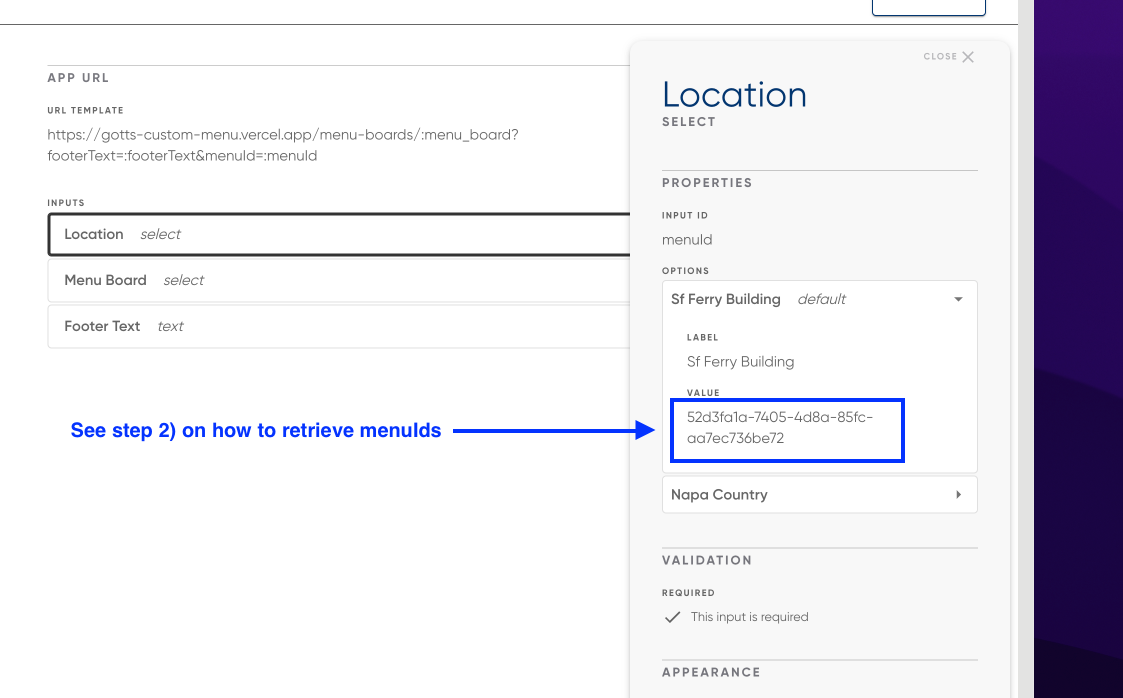 APP URL
URL TEMPLATE
https://gotts-custom-menu.vercel.app/menu-boards/:menu_board?
footerText=:footerText&menuId=:menuId
INPUTS
Location select
Menu Board select
Footer Text text
See step 2) on how to retrieve menuIds
CLOSE
Location
SELECT
PROPERTIES
INPUT ID
menuId
OPTIONS
Sf Ferry Building default
LABEL
Sf Ferry Building
VALUE
52d3fa1a-7405-4d8a-85fc-
aa7ec736be72
Napa Country
VALIDATION
REQUIRED
This input is required
APPEARANCE